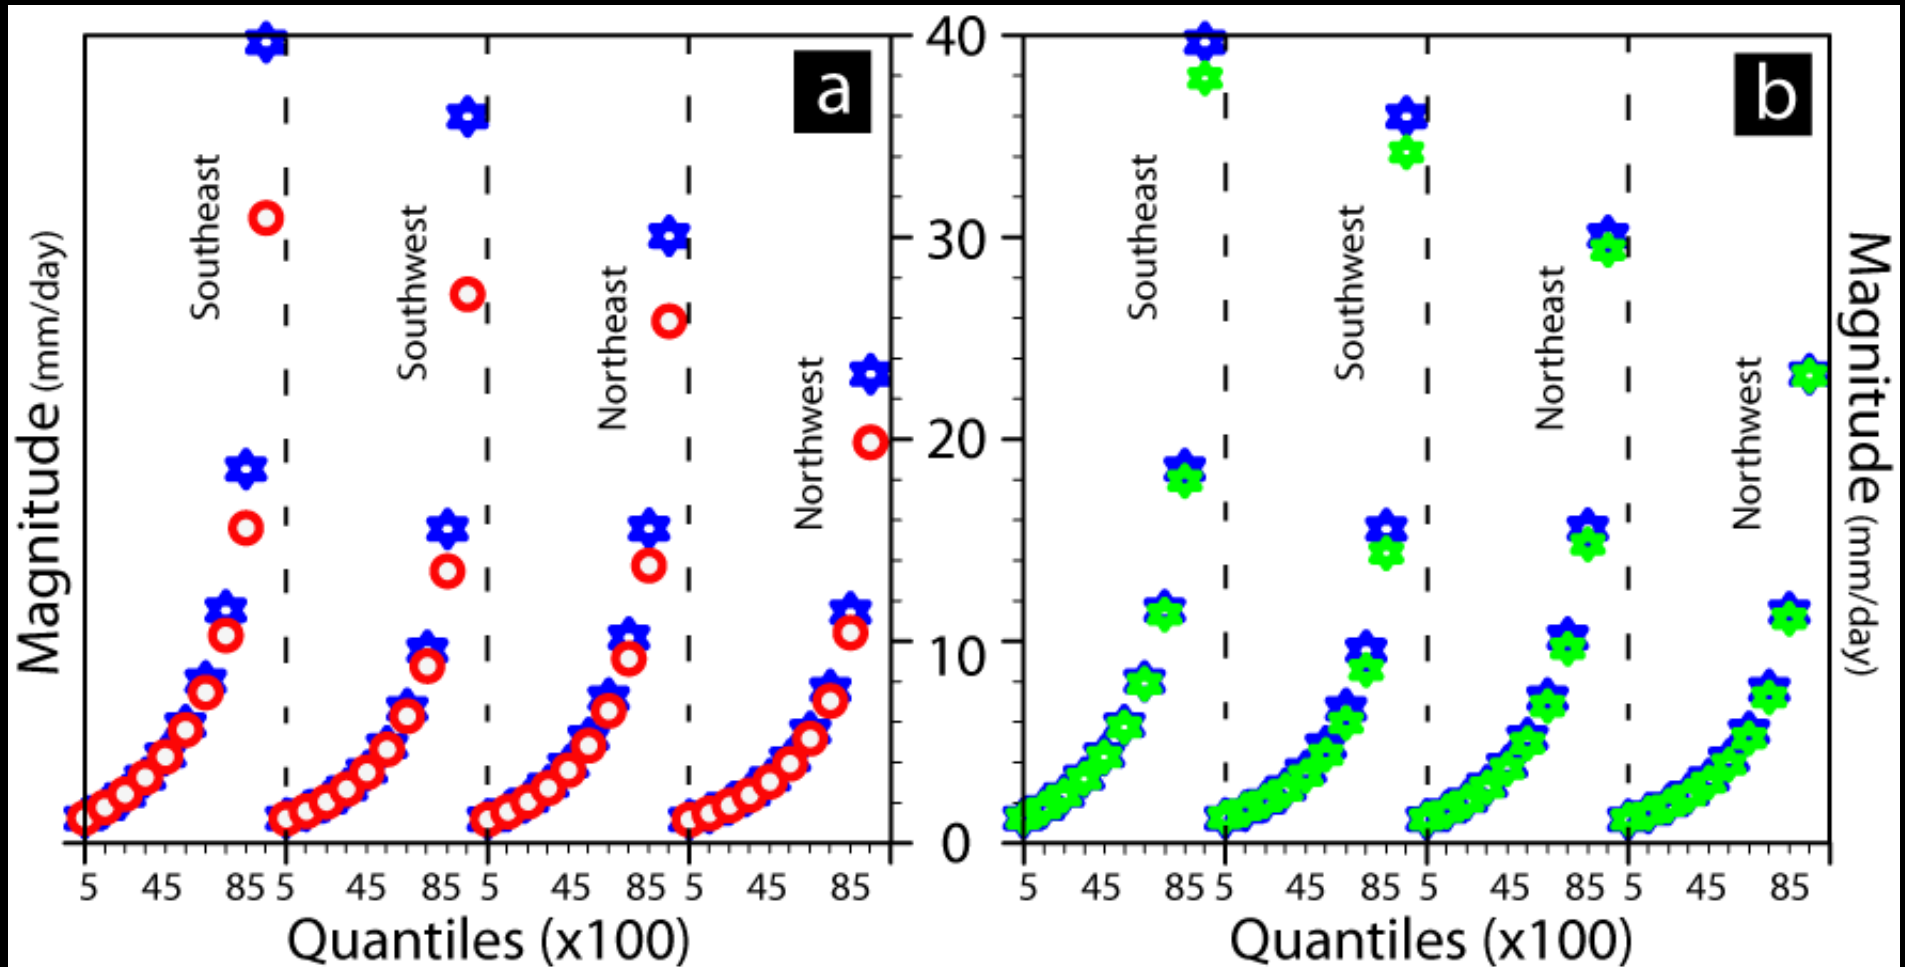 a
b
Southeast
Southwest
Northeast
Northwest
Southeast
Southwest
Northeast
Northwest
Magnitude (mm/day)
40
30
20
10
0
Magnitude (mm/day)
5 45 85 5 45 85 5 45 85 5 45 85
5 45 85 5 45 85 5 45 85 5 45 85
Quantiles (x100)
Quantiles (x100)